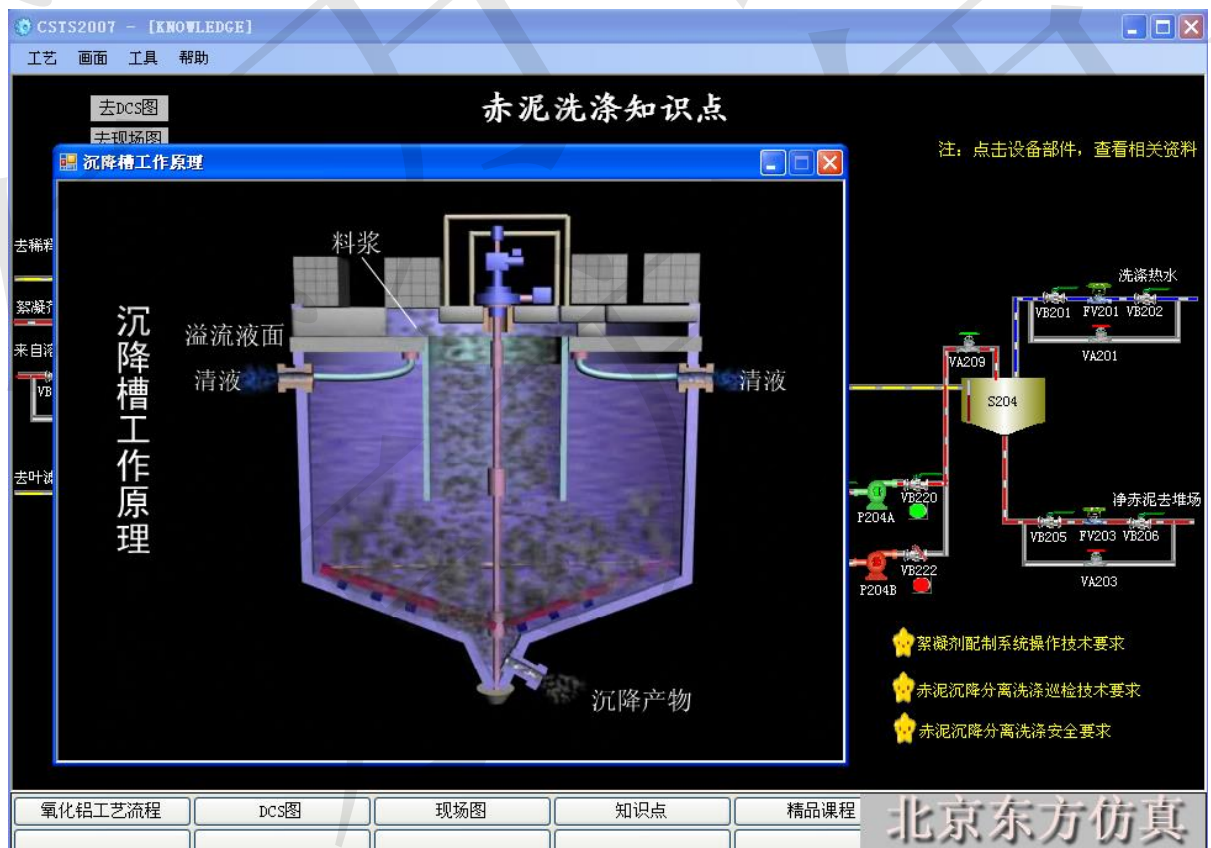 CSTS2007 - [KNOWLEDGE]
工艺 画面 工具 帮助
去DCS图
赤泥洗涤知识点
去现场图
注: 点击设备部件, 查看相关资料
沉降槽工作原理
料浆
溢流液面
清液
清液
沉降槽工作原理
沉降产物
去稀释
絮凝剂
来自溶
VB
去叶滤
洗涤热水
VB201 FV201 VB202
VA201
VA209
S204
P204A
VB220
净赤泥去堆场
VB205 FV203 VB206
VB222
P204B
VA203
絮凝剂配制系统操作技术要求
赤泥沉降分离洗涤巡检技术要求
赤泥沉降分离洗涤安全要求
氧化铝工艺流程 DCS图 现场图 知识点 精品课程
北京东方仿真